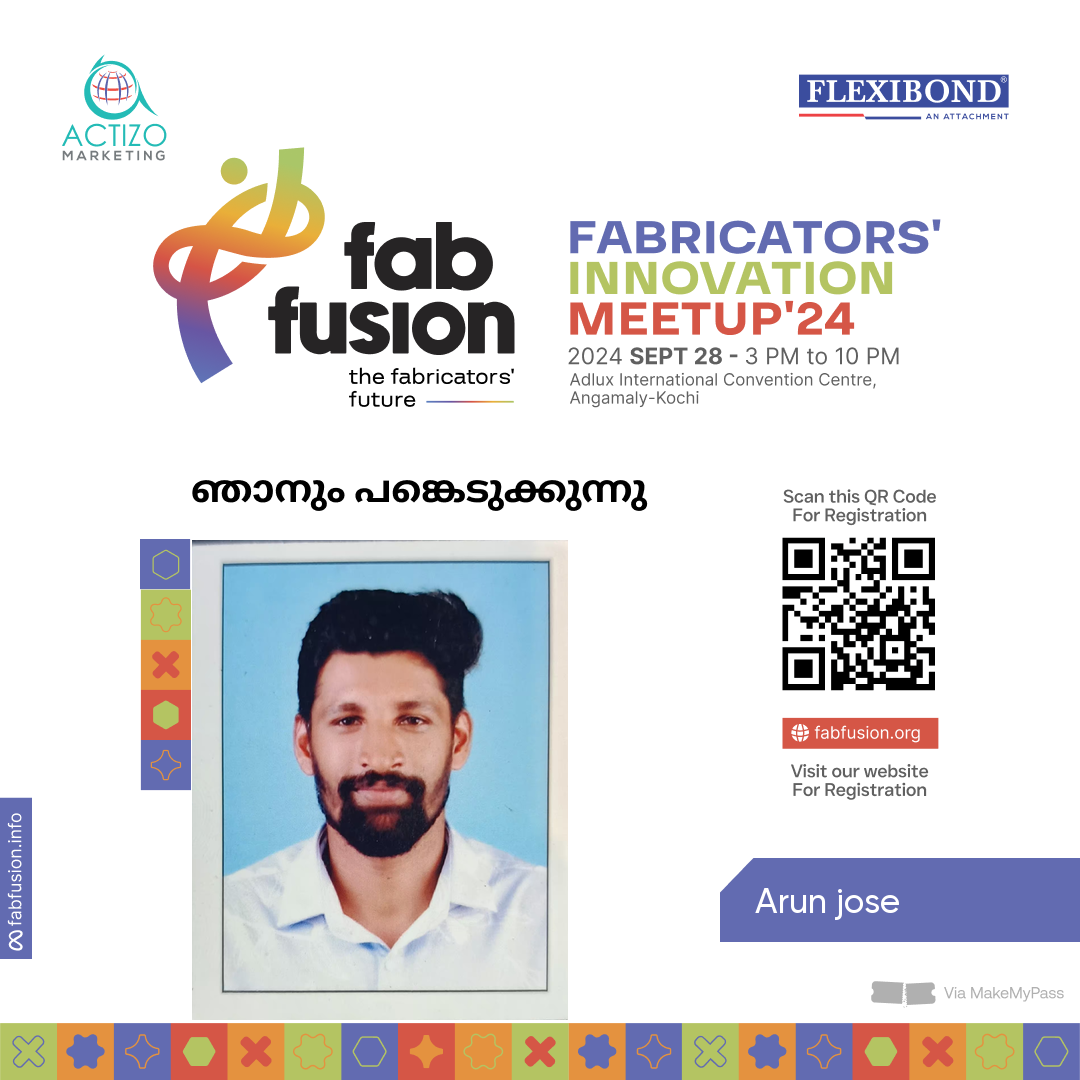 ACTIZO
MARKETING
FLEXIBOND®
AN ATTACHMENT
fab
fusion
the fabricators'
future
FABRICATORS'
INNOVATION
MEETUP'24
2024 SEPT 28 - 3 PM to 10 PM
Adlux International Convention Centre,
Angamaly-Kochi
ഞാനും പങ്കെടുക്കുന്നു
Scan this QR Code
For Registration
fabfusion.org
Visit our website
For Registration
fabfusion.info
Arun jose
Via MakeMyPass